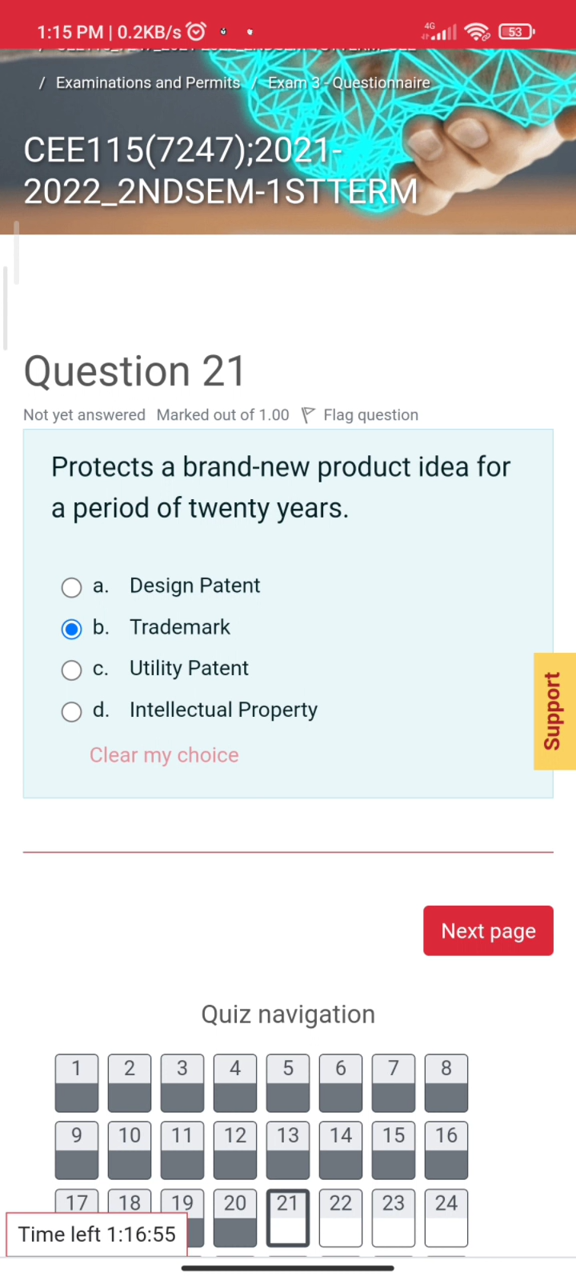 1:15 PM | 0.2KB/s
4G
53
/ Examinations and Permits / Exam 3 - Questionnaire
CEE115(7247);2021-
2022_2NDSEM-1STTERM
Question 21
Not yet answered Marked out of 1.00 Flag question
Protects a brand-new product idea for
a period of twenty years.
a. Design Patent
b. Trademark
c. Utility Patent
d. Intellectual Property
Clear my choice
Support
Next page
Quiz navigation
1 2 3 4 5 6 7 8
9 10 11 12 13 14 15 16
17 18 19 20 21 22 23 24
Time left 1:16:55